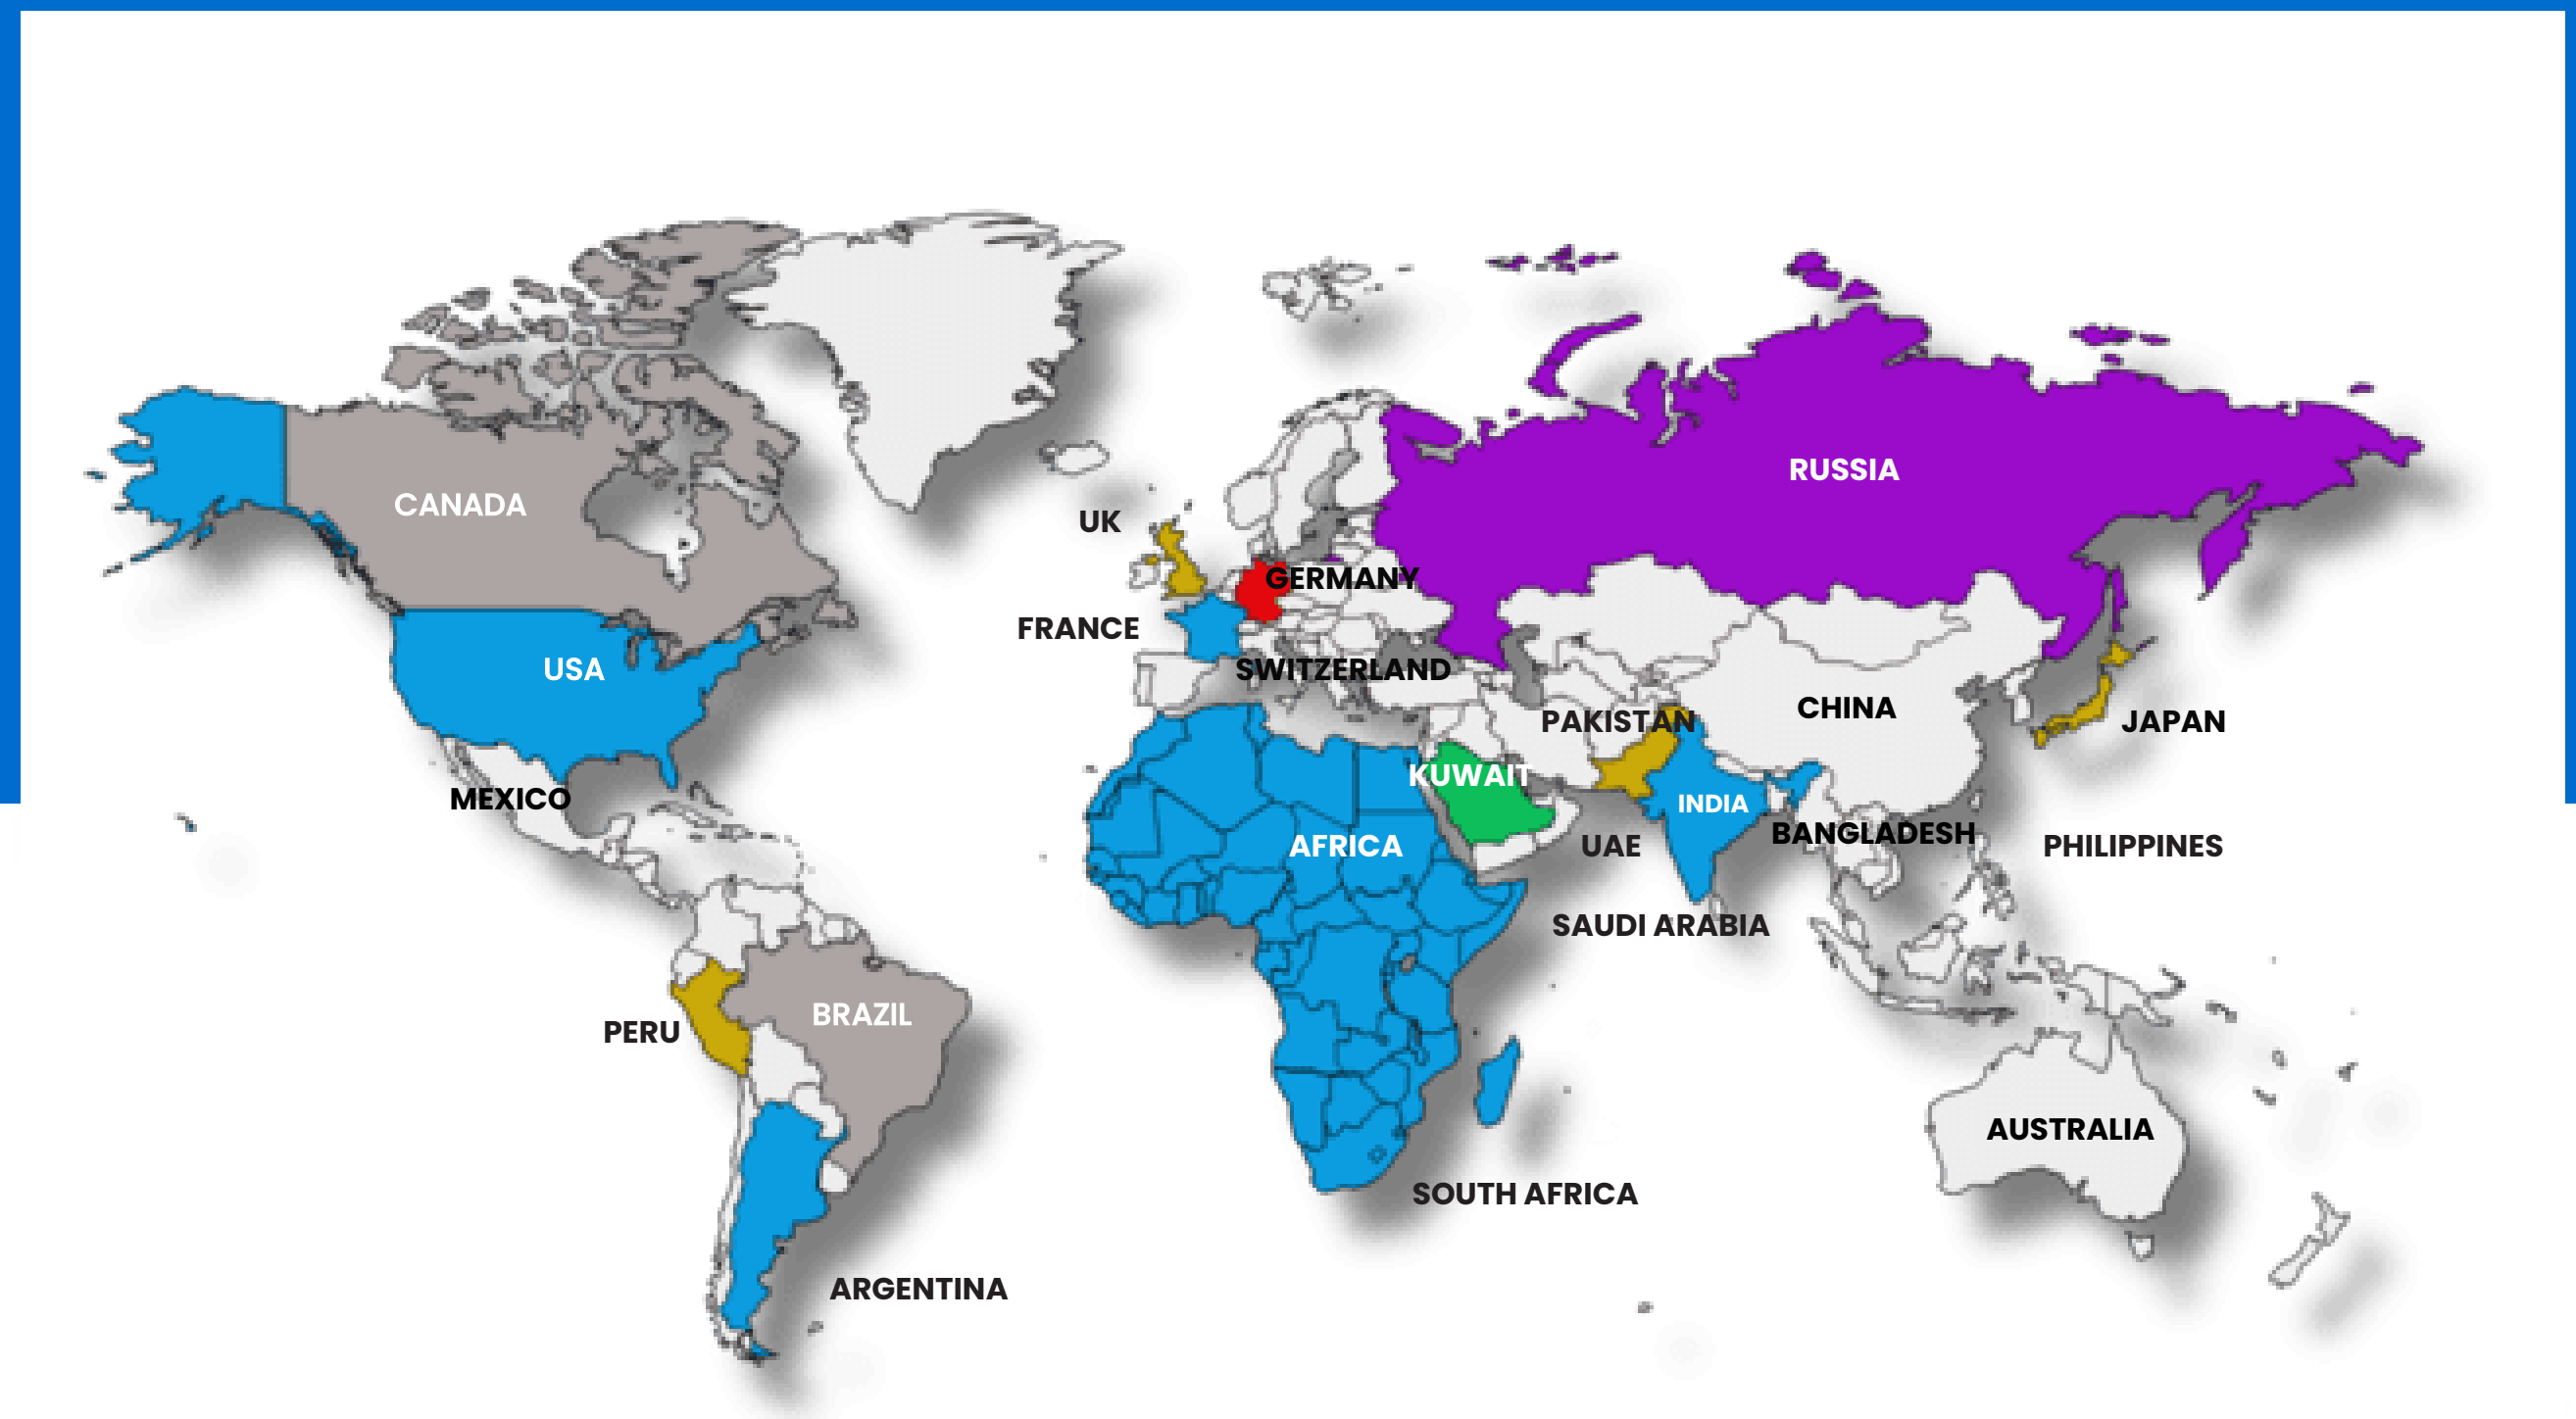 RUSSIA
CANADA
UK
GERMANY
FRANCE
USA
SWITZERLAND
CHINA
PAKISTAN
JAPAN
KUWAIT
MEXICO
INDIA
BANGLADESH
AFRICA
UAE
PHILIPPINES
SAUDI ARABIA
BRAZIL
PERU
AUSTRALIA
SOUTH AFRICA
ARGENTINA